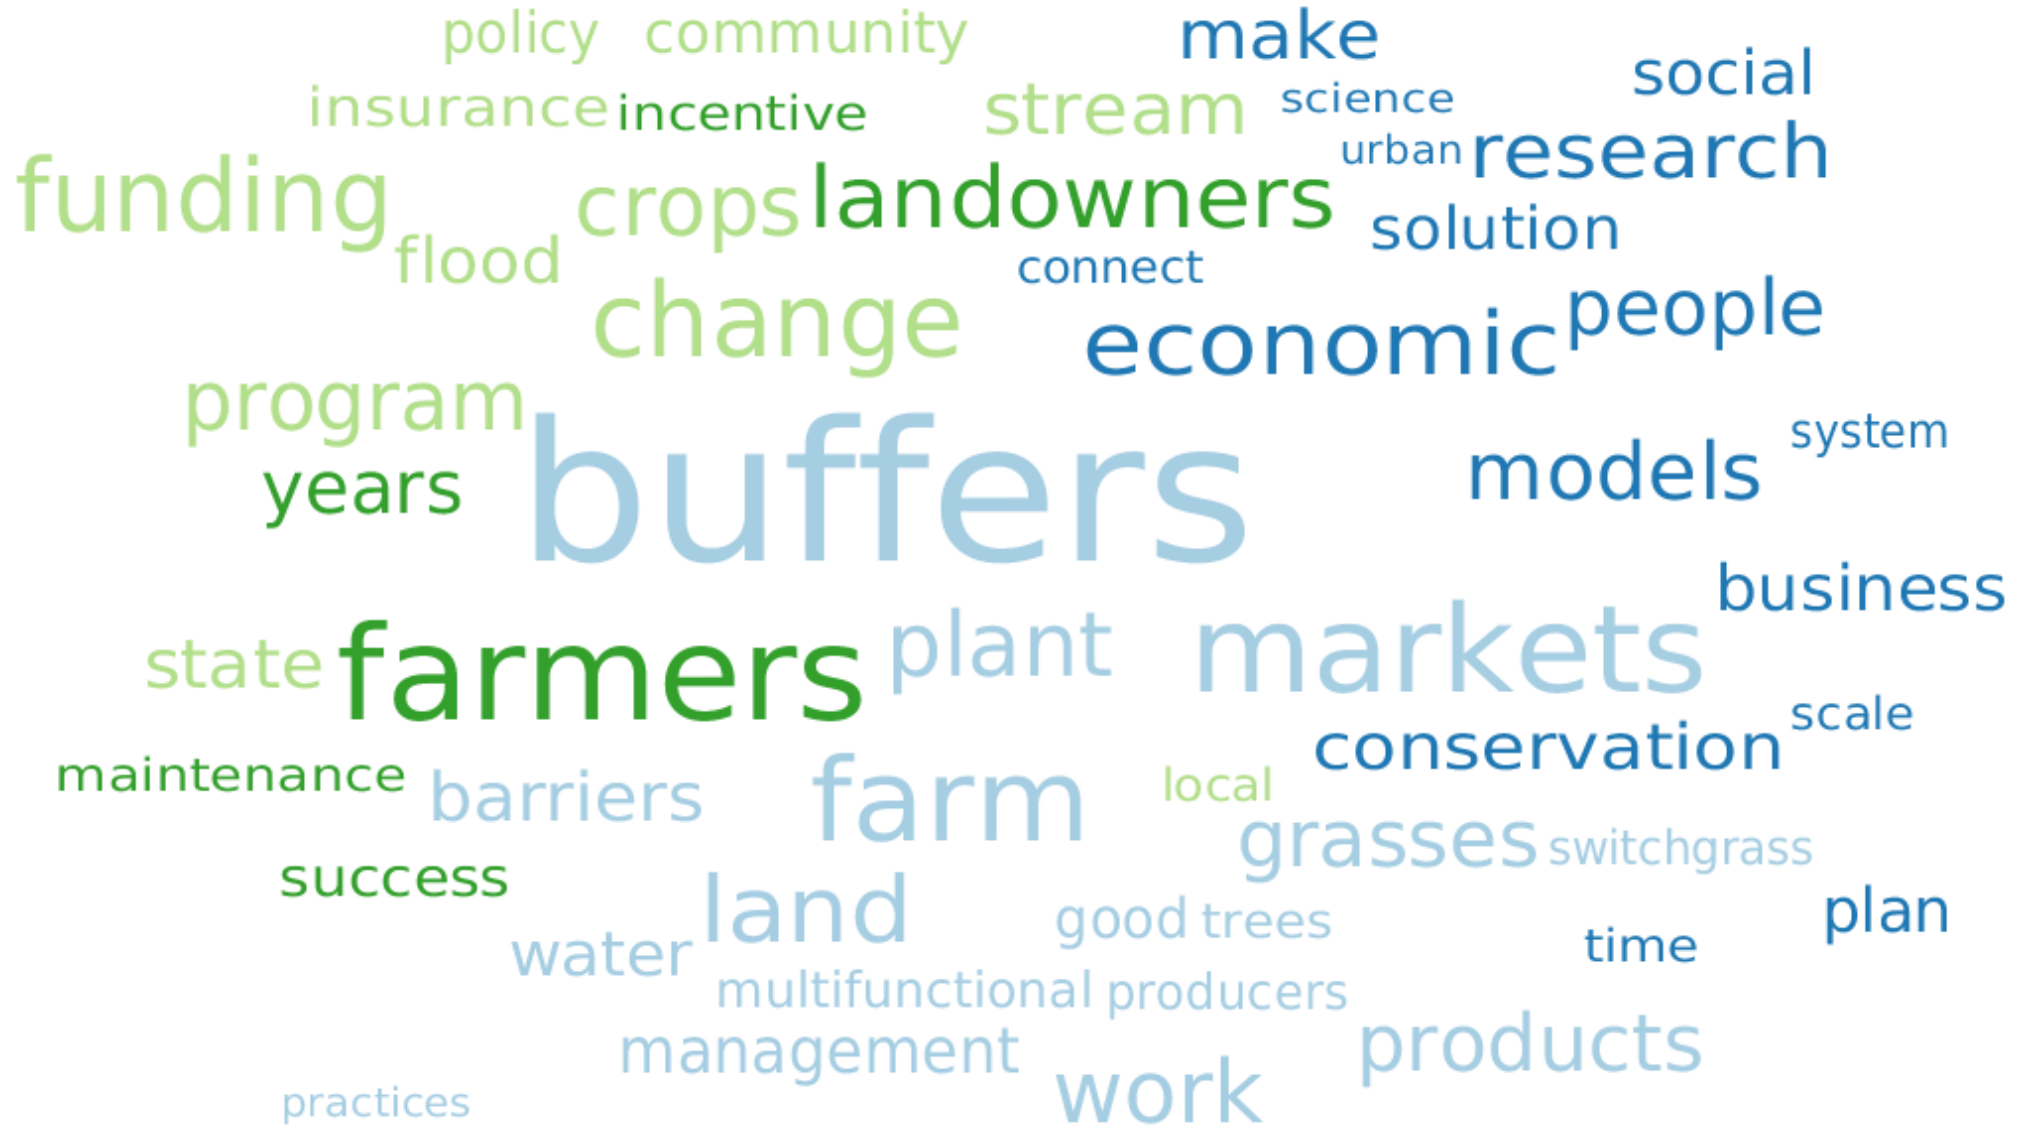 policy community make
social
insurance incentive stream science
urban research
funding crops landowners
solution
flood connect
change economic people
program
system
years buffers models
business
state farmers plant markets
scale
conservation
maintenance barriers farm local
grasses switchgrass
success
land good trees plan
water time
multifunctional producers
management products
work
practices